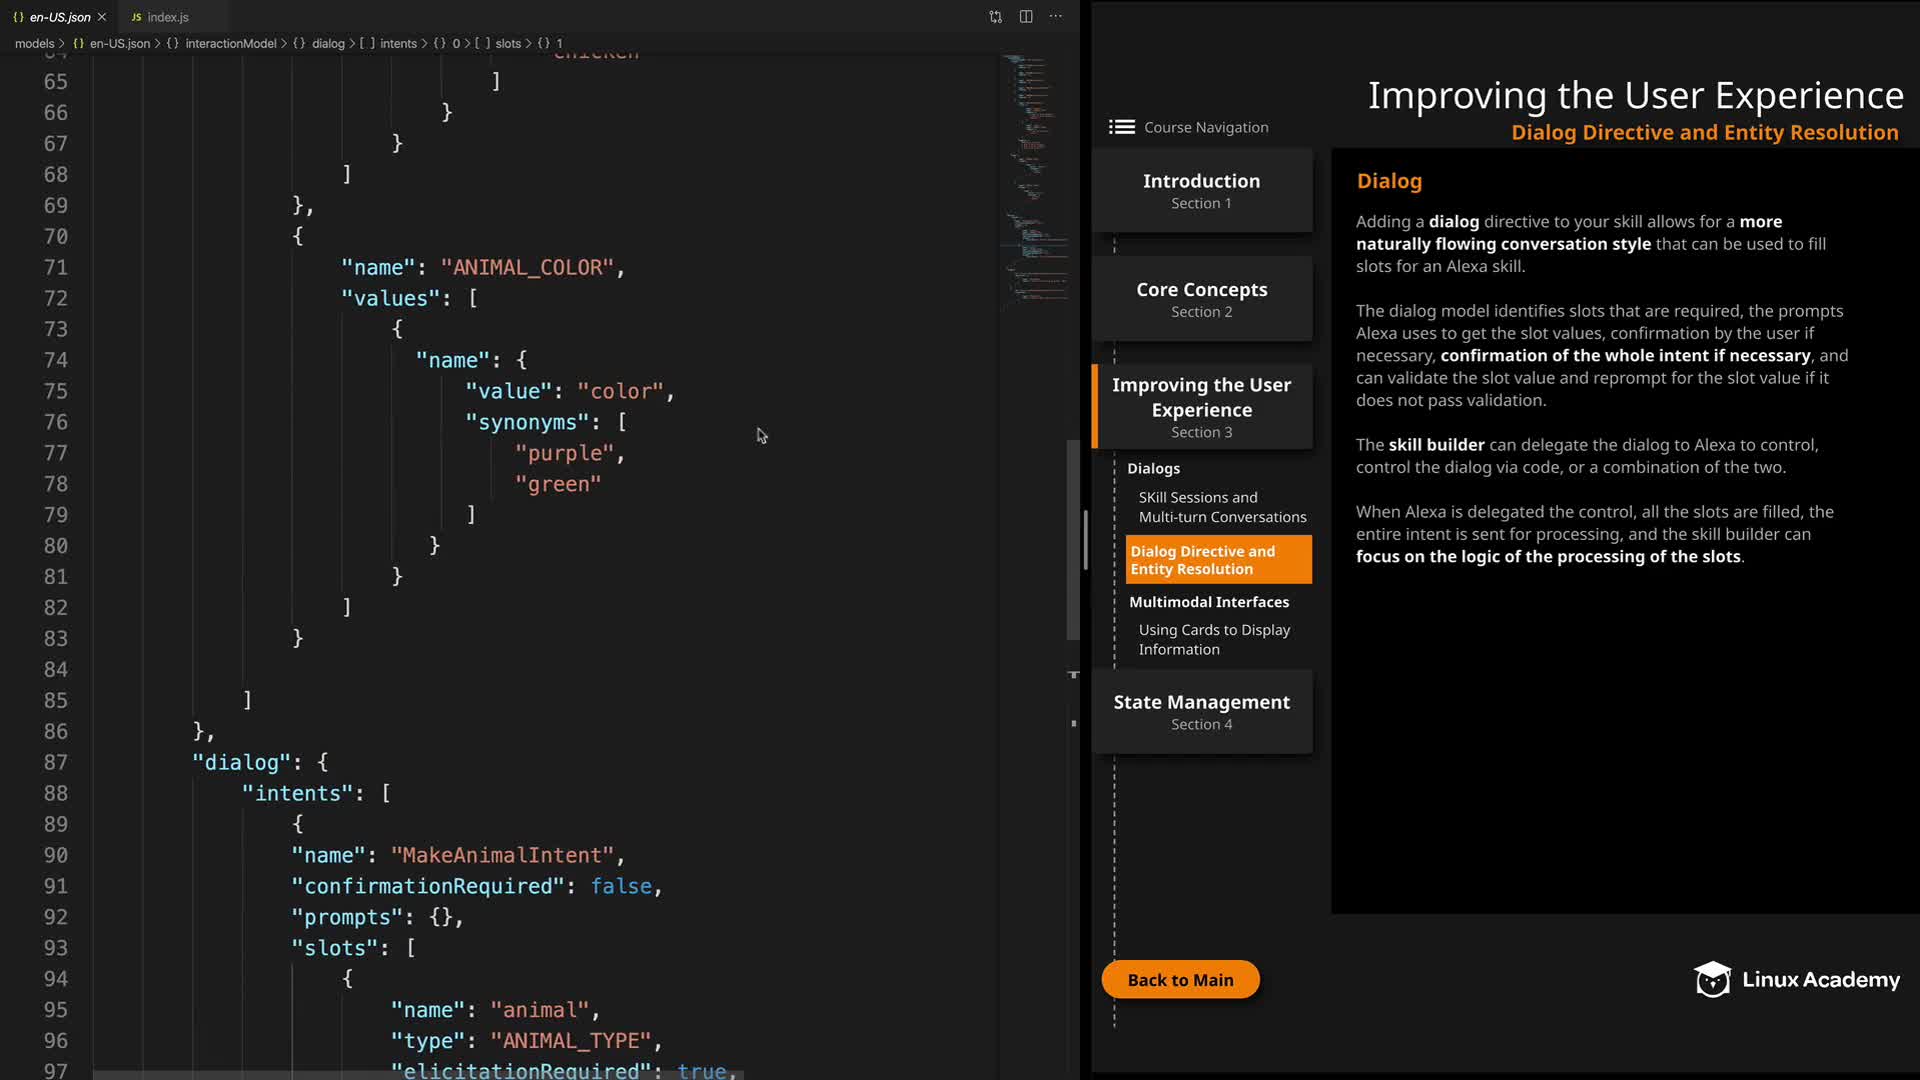 en-US.json
JS index.js
models > {} en-US.json > {} interactionModel > {} dialog > [ ] intents > {} 0 > [ ] slots > {} 1
65 ]
66 }
67 }
68 ]
69 },
70 {
71 "name": "ANIMAL_COLOR",
72 "values": [
73 {
74 "name": {
75 "value": "color",
76 "synonyms": [
77 "purple",
78 "green"
79 ]
80 }
81 }
82 ]
83 }
84
85 ]
86 },
87 "dialog": {
88 "intents": [
89 {
90 "name": "MakeAnimalIntent",
91 "confirmationRequired": false,
92 "prompts": {},
93 "slots": [
94 {
95 "name": "animal",
96 "type": "ANIMAL_TYPE",
97 "elicitationRequired": true,
Improving the User Experience
Dialog Directive and Entity Resolution
Course Navigation
Introduction
Section 1
Core Concepts
Section 2
Improving the User
Experience
Section 3
Dialogs
SKill Sessions and
Multi-turn Conversations
Dialog Directive and
Entity Resolution
Multimodal Interfaces
Using Cards to Display
Information
State Management
Section 4
Back to Main
Dialog
Adding a dialog directive to your skill allows for a more
naturally flowing conversation style that can be used to fill
slots for an Alexa skill.
The dialog model identifies slots that are required, the prompts
Alexa uses to get the slot values, confirmation by the user if
necessary, confirmation of the whole intent if necessary, and
can validate the slot value and reprompt for the slot value if it
does not pass validation.
The skill builder can delegate the dialog to Alexa to control,
control the dialog via code, or a combination of the two.
When Alexa is delegated the control, all the slots are filled, the
entire intent is sent for processing, and the skill builder can
focus on the logic of the processing of the slots.
Linux Academy